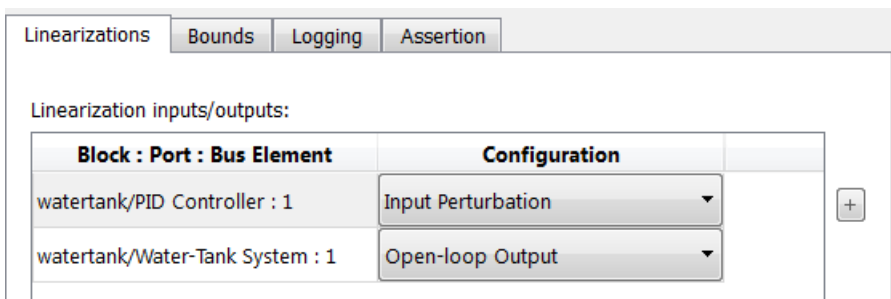 Linearizations Bounds Logging Assertion
Linearization inputs/outputs:
Block : Port : Bus Element Configuration
watertank/PID Controller : 1 Input Perturbation +
watertank/Water-Tank System : 1 Open-loop Output